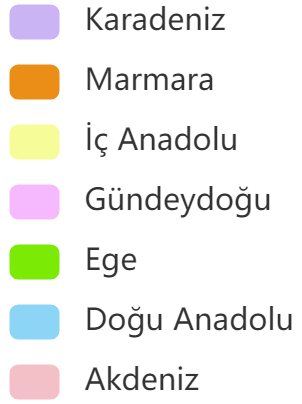 Karadeniz
Marmara
İç Anadolu
Gündeydoğu
Ege
Doğu Anadolu
Akdeniz